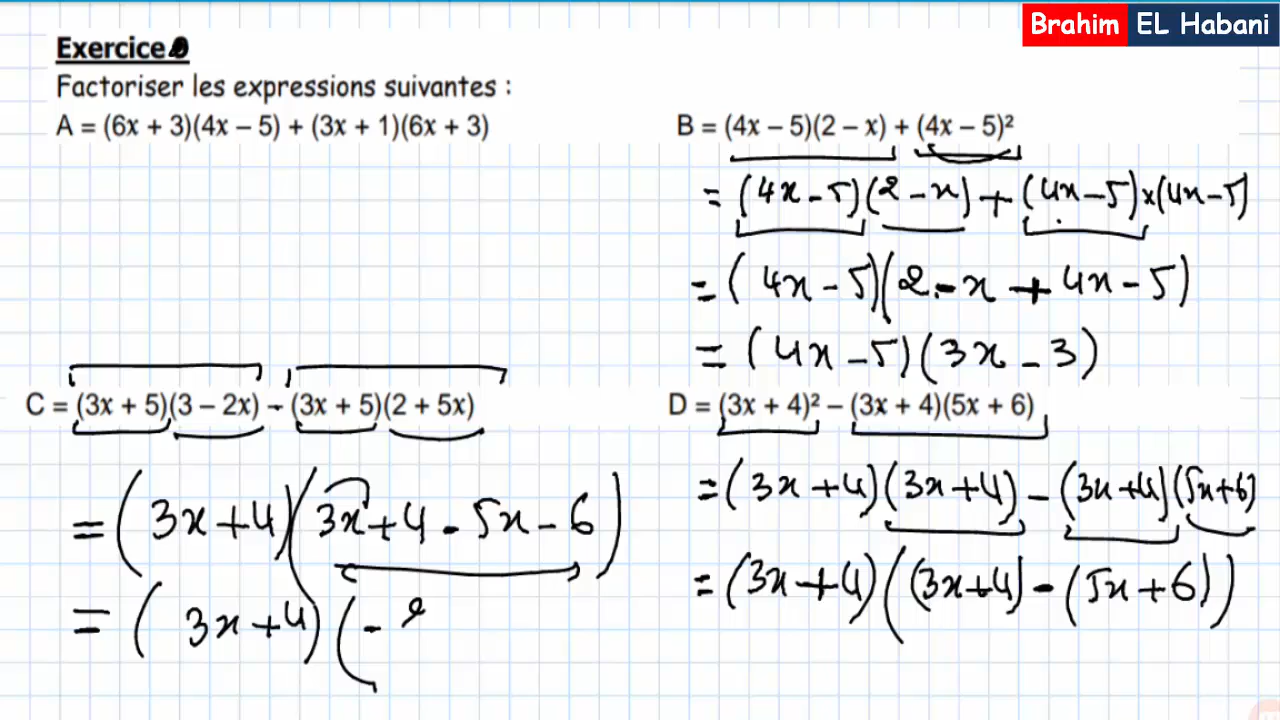 Brahim EL Habani
Exercice
Factoriser les expressions suivantes :
A = (6x + 3)(4x – 5) + (3x + 1)(6x + 3)
B = (4x – 5)(2 – x) + (4x – 5)²
= (4x – 5)(2 – x) + (4x – 5)×(4x – 5)
= (4x – 5)(2 – x + 4x – 5)
= (4x – 5)(3x – 3)
C = (3x + 5)(3 – 2x) – (3x + 5)(2 + 5x)
= (3x + 4)(3x + 4 - 5x – 6)
= (3x + 4)(- 2
D = (3x + 4)² – (3x + 4)(5x + 6)
= (3x + 4)(3x + 4) – (3x + 4)(5x + 6)
= (3x + 4)((3x + 4) - (5x + 6))